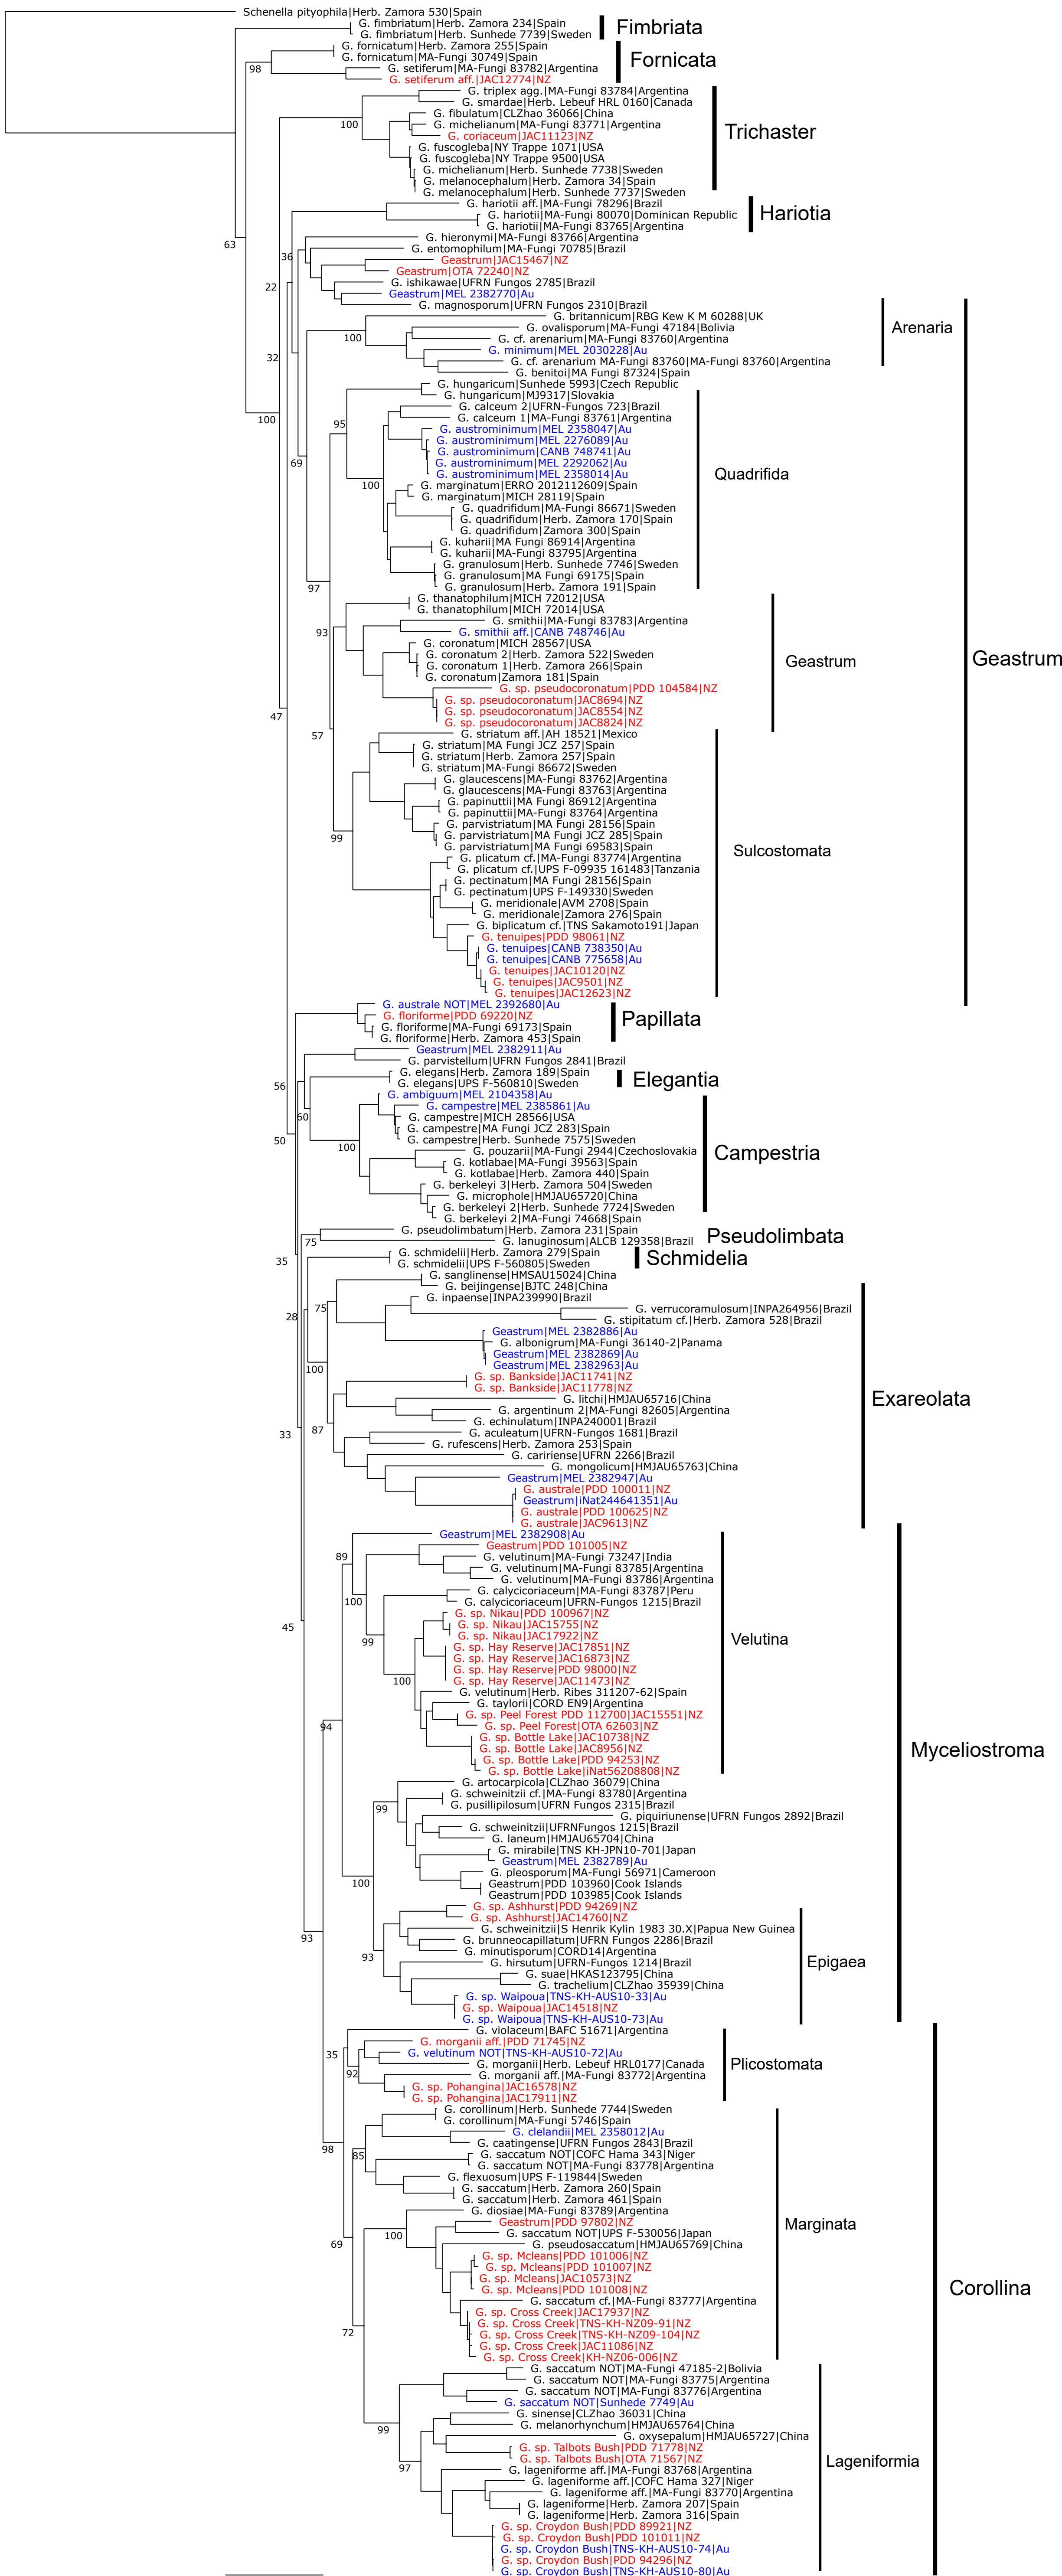 Schenella pityophila|Herb. Zamora 530|Spain
G. fimbriatum|Herb. Zamora 234|Spain
G. fimbriatum|Herb. Sunhede 7739|Sweden
Fimbriata
G. fornicatum|Herb. Zamora 255|Spain
G. fornicatum|MA-Fungi 30749|Spain
G. setiferum|MA-Fungi 83782|Argentina
G. setiferum aff.|JAC12774|NZ
98
Fornicata
G. triplex agg.|MA-Fungi 83784|Argentina
G. smardae|Herb. Lebeuf HRL 0160|Canada
G. fibulatum|CLZhao 36066|China
G. michelianum|MA-Fungi 83771|Argentina
G. coriaceum|JAC11123|NZ
G. fuscogleba|NY Trappe 1071|USA
G. fuscogleba|NY Trappe 9500|USA
G. michelianum|Herb. Sunhede 7738|Sweden
G. melanocephalum|Herb. Zamora 34|Spain
G. melanocephalum|Herb. Sunhede 7737|Sweden
100
Trichaster
G. hariotii aff.|MA-Fungi 78296|Brazil
G. hariotii|MA-Fungi 80070|Dominican Republic
G. hariotii|MA-Fungi 83765|Argentina
Hariotia
63
G. hieronymi|MA-Fungi 83766|Argentina
G. entomophilum|MA-Fungi 70785|Brazil
36
Geastrum|JAC15467|NZ
Geastrum|OTA 72240|NZ
G. ishikawae|UFRN Fungos 2785|Brazil
22
Geastrum|MEL 2382770|Au
G. magnosporum|UFRN Fungos 2310|Brazil
G. britannicum|RBG Kew K M 60288|UK
G. ovalisporum|MA-Fungi 47184|Bolivia
G. cf. arenarium|MA-Fungi 83760|Argentina
G. minimum|MEL 2030228|Au
G. cf. arenarium MA-Fungi 83760|MA-Fungi 83760|Argentina
G. benitoi|MA Fungi 87324|Spain
100
32
Arenaria
G. hungaricum|Sunhede 5993|Czech Republic
G. hungaricum|MJ9317|Slovakia
G. calceum 2|UFRN-Fungos 723|Brazil
G. calceum 1|MA-Fungi 83761|Argentina
100
95
G. austrominimum|MEL 2358047|Au
G. austrominimum|MEL 2276089|Au
G. austrominimum|CANB 748741|Au
G. austrominimum|MEL 2292062|Au
G. austrominimum|MEL 2358014|Au
69
100
Quadrifida
G. marginatum|ERRO 2012112609|Spain
G. marginatum|MICH 28119|Spain
G. quadrifidum|MA-Fungi 86671|Sweden
G. quadrifidum|Herb. Zamora 170|Spain
G. quadrifidum|Zamora 300|Spain
G. kuharii|MA Fungi 86914|Argentina
G. kuharii|MA-Fungi 83795|Argentina
G. granulosum|Herb. Sunhede 7746|Sweden
G. granulosum|MA Fungi 69175|Spain
G. granulosum|Herb. Zamora 191|Spain
97
G. thanatophilum|MICH 72012|USA
G. thanatophilum|MICH 72014|USA
G. smithii|MA-Fungi 83783|Argentina
G. smithii aff.|CANB 748746|Au
93
G. coronatum|MICH 28567|USA
G. coronatum 2|Herb. Zamora 522|Sweden
G. coronatum 1|Herb. Zamora 266|Spain
G. coronatum|Zamora 181|Spain
G. sp. pseudocoronatum|PDD 104584|NZ
G. sp. pseudocoronatum|JAC8694|NZ
G. sp. pseudocoronatum|JAC8554|NZ
G. sp. pseudocoronatum|JAC8824|NZ
Geastrum
Geastrum
47
57
G. striatum aff.|AH 18521|Mexico
G. striatum|MA Fungi JCZ 257|Spain
G. striatum|Herb. Zamora 257|Spain
G. striatum|MA-Fungi 86672|Sweden
G. glaucescens|MA-Fungi 83762|Argentina
G. glaucescens|MA-Fungi 83763|Argentina
G. papinuttii|MA Fungi 86912|Argentina
G. papinuttii|MA-Fungi 83764|Argentina
G. parvistriatum|MA Fungi 28156|Spain
G. parvistriatum|MA Fungi JCZ 285|Spain
G. parvistriatum|MA Fungi 69583|Spain
99
Sulcostomata
G. plicatum cf.|MA-Fungi 83774|Argentina
G. plicatum cf.|UPS F-09935 161483|Tanzania
G. pectinatum|MA Fungi 28156|Spain
G. pectinatum|UPS F-149330|Sweden
G. meridionale|AVM 2708|Spain
G. meridionale|Zamora 276|Spain
G. biplicatum cf.|TNS Sakamoto191|Japan
G. tenuipes|PDD 98061|NZ
G. tenuipes|CANB 738350|Au
G. tenuipes|CANB 775658|Au
G. tenuipes|JAC10120|NZ
G. tenuipes|JAC9501|NZ
G. tenuipes|JAC12623|NZ
G. australe NOT|MEL 2392680|Au
G. floriforme|PDD 69220|NZ
G. floriforme|MA-Fungi 69173|Spain
G. floriforme|Herb. Zamora 453|Spain
Papillata
Geastrum|MEL 2382911|Au
G. parvistellum|UFRN Fungos 2841|Brazil
G. elegans|Herb. Zamora 189|Spain
G. elegans|UPS F-560810|Sweden
Elegantia
56
60
50
G. ambiguum|MEL 2104358|Au
G. campestre|MEL 2385861|Au
G. campestre|MICH 28566|USA
G. campestre|MA Fungi JCZ 283|Spain
G. campestre|Herb. Sunhede 7575|Sweden
100
G. pouzarii|MA-Fungi 2944|Czechoslovakia
G. kotlabae|MA-Fungi 39563|Spain
G. kotlabae|Herb. Zamora 440|Spain
G. berkeleyi 3|Herb. Zamora 504|Sweden
G. microphole|HMJAU65720|China
G. berkeleyi 2|Herb. Sunhede 7724|Sweden
G. berkeleyi 2|MA-Fungi 74668|Spain
Campestria
G. pseudolimbatum|Herb. Zamora 231|Spain
G. lanuginosum|ALCB 129358|Brazil
75
Pseudolimbata
35
G. schmidelii|Herb. Zamora 279|Spain
G. schmidelii|UPS F-560805|Sweden
Schmidelia
G. sanglinense|HMSAU15024|China
G. beijingense|BJTC 248|China
G. inpaense|INPA239990|Brazil
75
28
G. verrucoramulosum|INPA264956|Brazil
G. stipitatum cf.|Herb. Zamora 528|Brazil
Geastrum|MEL 2382886|Au
G. albonigrum|MA-Fungi 36140-2|Panama
Geastrum|MEL 2382869|Au
Geastrum|MEL 2382963|Au
100
G. sp. Bankside|JAC11741|NZ
G. sp. Bankside|JAC11778|NZ
G. litchi|HMJAU65716|China
G. argentinum 2|MA-Fungi 82605|Argentina
G. echinulatum|INPA240001|Brazil
Exareolata
87
33
G. aculeatum|UFRN-Fungos 1681|Brazil
G. rufescens|Herb. Zamora 253|Spain
G. caririense|UFRN 2266|Brazil
G. mongolicum|HMJAU65763|China
Geastrum|MEL 2382947|Au
G. australe|PDD 100011|NZ
Geastrum|iNat244641351|Au
G. australe|PDD 100625|NZ
G. australe|JAC9613|NZ
Geastrum|MEL 2382908|Au
Geastrum|PDD 101005|NZ
89
G. velutinum|MA-Fungi 73247|India
G. velutinum|MA-Fungi 83785|Argentina
G. velutinum|MA-Fungi 83786|Argentina
G. calycicoriaceum|MA-Fungi 83787|Peru
G. calycicoriaceum|UFRN-Fungos 1215|Brazil
100
G. sp. Nikau|PDD 100967|NZ
G. sp. Nikau|JAC15755|NZ
G. sp. Nikau|JAC17922|NZ
45
99
Velutina
G. sp. Hay Reserve|JAC17851|NZ
G. sp. Hay Reserve|JAC16873|NZ
G. sp. Hay Reserve|PDD 98000|NZ
G. sp. Hay Reserve|JAC11473|NZ
100
G. velutinum|Herb. Ribes 311207-62|Spain
G. taylorii|CORD EN9|Argentina
G. sp. Peel Forest PDD 112700|JAC15551|NZ
G. sp. Peel Forest|OTA 62603|NZ
G. sp. Bottle Lake|JAC10738|NZ
G. sp. Bottle Lake|JAC8956|NZ
G. sp. Bottle Lake|PDD 94253|NZ
G. sp. Bottle Lake|iNat56208808|NZ
94
Myceliostroma
G. artocarpicola|CLZhao 36079|China
G. schweinitzii cf.|MA-Fungi 83780|Argentina
G. pusillipilosum|UFRN Fungos 2315|Brazil
99
G. piquiriunense|UFRN Fungos 2892|Brazil
G. schweinitzii|UFRNFungos 1215|Brazil
G. laneum|HMJAU65704|China
G. mirabile|TNS KH-JPN10-701|Japan
Geastrum|MEL 2382789|Au
G. pleosporum|MA-Fungi 56971|Cameroon
Geastrum|PDD 103960|Cook Islands
Geastrum|PDD 103985|Cook Islands
100
G. sp. Ashhurst|PDD 94269|NZ
G. sp. Ashhurst|JAC14760|NZ
G. schweinitzii|S Henrik Kylin 1983 30.X|Papua New Guinea
G. brunneocapillatum|UFRN Fungos 2286|Brazil
G. minutisporum|CORD14|Argentina
93
93
Epigaea
G. hirsutum|UFRN-Fungos 1214|Brazil
G. suae|HKAS123795|China
G. trachelium|CLZhao 35939|China
G. sp. Waipoua|TNS-KH-AUS10-33|Au
G. sp. Waipoua|JAC14518|NZ
G. sp. Waipoua|TNS-KH-AUS10-73|Au
G. violaceum|BAFC 51671|Argentina
G. morganii aff.|PDD 71745|NZ
G. velutinum NOT|TNS-KH-AUS10-72|Au
35
G. morganii|Herb. Lebeuf HRL0177|Canada
G. morganii aff.|MA-Fungi 83772|Argentina
92
G. sp. Pohangina|JAC16578|NZ
G. sp. Pohangina|JAC17911|NZ
Plicostomata
G. corollinum|Herb. Sunhede 7744|Sweden
G. corollinum|MA-Fungi 5746|Spain
G. clelandii|MEL 2358012|Au
G. caatingense|UFRN Fungos 2843|Brazil
98
85
G. saccatum NOT|COFC Hama 343|Niger
G. saccatum NOT|MA-Fungi 83778|Argentina
G. flexuosum|UPS F-119844|Sweden
G. saccatum|Herb. Zamora 260|Spain
G. saccatum|Herb. Zamora 461|Spain
G. diosiae|MA-Fungi 83789|Argentina
Geastrum|PDD 97802|NZ
G. saccatum NOT|UPS F-530056|Japan
G. pseudosaccatum|HMJAU65769|China
100
69
Marginata
G. sp. Mcleans|PDD 101006|NZ
G. sp. Mcleans|PDD 101007|NZ
G. sp. Mcleans|JAC10573|NZ
G. sp. Mcleans|PDD 101008|NZ
Corollina
G. saccatum cf.|MA-Fungi 83777|Argentina
G. sp. Cross Creek|JAC17937|NZ
G. sp. Cross Creek|TNS-KH-NZ09-91|NZ
G. sp. Cross Creek|TNS-KH-NZ09-104|NZ
G. sp. Cross Creek|JAC11086|NZ
G. sp. Cross Creek|KH-NZ06-006|NZ
72
G. saccatum NOT|MA-Fungi 47185-2|Bolivia
G. saccatum NOT|MA-Fungi 83775|Argentina
G. saccatum NOT|MA-Fungi 83776|Argentina
G. saccatum NOT|Sunhede 7749|Au
G. sinense|CLZhao 36031|China
G. melanorhynchum|HMJAU65764|China
G. oxysepalum|HMJAU65727|China
99
G. sp. Talbots Bush|PDD 71778|NZ
G. sp. Talbots Bush|OTA 71567|NZ
97
Lageniformia
G. lageniforme aff.|MA-Fungi 83768|Argentina
G. lageniforme aff.|COFC Hama 327|Niger
G. lageniforme aff.|MA-Fungi 83770|Argentina
G. lageniforme|Herb. Zamora 207|Spain
G. lageniforme|Herb. Zamora 316|Spain
G. sp. Croydon Bush|PDD 89921|NZ
G. sp. Croydon Bush|PDD 101011|NZ
G. sp. Croydon Bush|TNS-KH-AUS10-74|Au
G. sp. Croydon Bush|PDD 94296|NZ
G. sp. Croydon Bush|TNS-KH-AUS10-80|Au